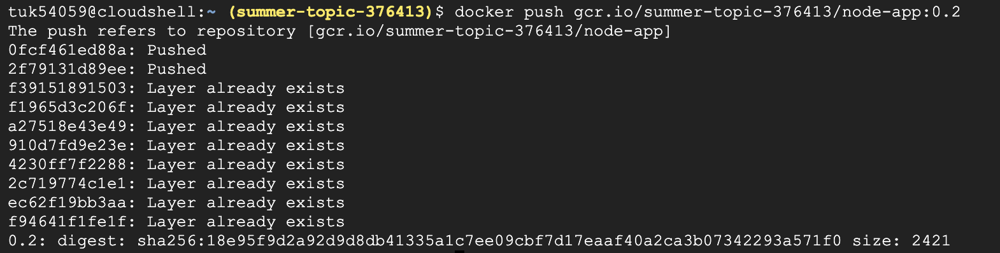 tuk54059@cloudshell:~ (summer-topic-376413)$ docker push gcr.io/summer-topic-376413/node-app:0.2
The push refers to repository [gcr.io/summer-topic-376413/node-app]
0fcf461ed88a: Pushed
2f79131d89ee: Pushed
f39151891503: Layer already exists
f1965d3c206f: Layer already exists
a27518e43e49: Layer already exists
910d7fd9e23e: Layer already exists
4230ff7f2288: Layer already exists
2c719774c1e1: Layer already exists
ec62f19bb3aa: Layer already exists
f94641f1fe1f: Layer already exists
0.2: digest: sha256:18e95f9d2a92d9d8db41335a1c7ee09cbf7d17eaaf40a2ca3b07342293a571f0 size: 2421